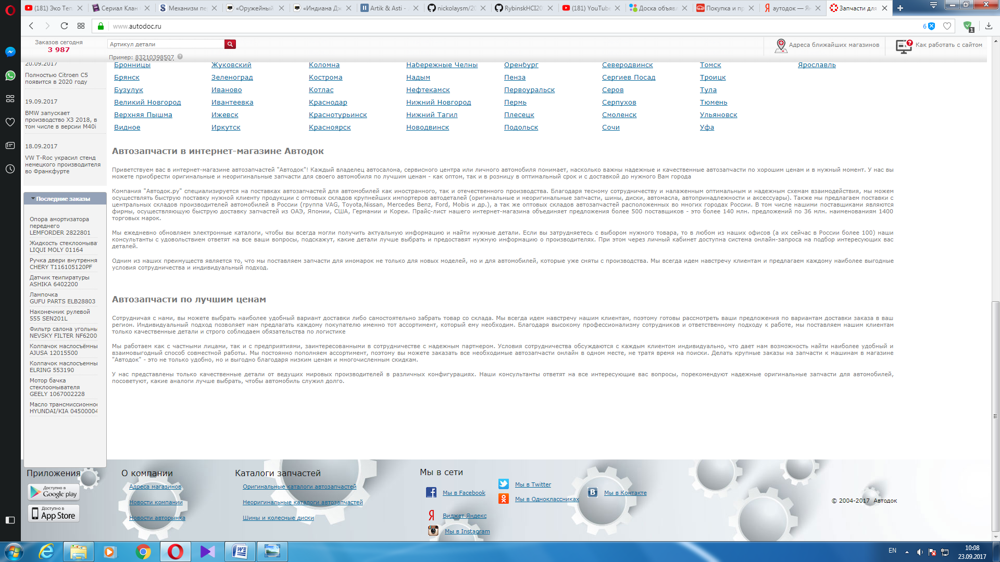 (181) Эко Теп
Сериал Клан
Механизм пе
«Оружейный
«Индиана Дж
Artik & Asti -
nickolaysm/20
RybinskHCI20
(181) YouTube
Доска объявл
Покупка и пр
аутодок — Ян
Запчасти для
www.autodoc.ru
6
1
Заказов сегодня
3 987
Артикул детали
Пример: 83210398507
Адреса ближайших магазинов
Как работать с сайтом
20.09.2017
Полностью Citroen C5
появится в 2020 году
19.09.2017
BMW запускает
производство X3 2018, в
том числе в версии M40i
18.09.2017
VW T-Roc украсил стенд
немецкого производителя
во Франкфурте
Последние заказы
Опора амортизатора
переднего
LEMFORDER 2822801
Жидкость стеклоомыва
LIQUI MOLY 01164
Ручка двери внутрення
CHERY T116105120PF
Датчик теипиратуры
ASHIKA 6402200
Лампочка
GUFU PARTS ELB28803
Наконечник рулевой
555 SEN201L
Фильтр салона угольны
NEVSKY FILTER NF6200
Колпачок маслосъёмны
AJUSA 12015500
Колпачок маслосъемны
ELRING 553190
Мотор бачка
стеклоомывателя
GEELY 1067002228
Масло трансмиссионное
HYUNDAI/KIA 04500004
Бронницы Жуковский Коломна Набережные Челны Оренбург Северодвинск Томск Ярославль
Брянск Зеленоград Кострома Надым Пенза Сергиев Посад Троицк
Бузулук Иваново Котлас Нефтекамск Первоуральск Серов Тула
Великий Новгород Ивантеевка Краснодар Нижний Новгород Пермь Серпухов Тюмень
Верхняя Пышма Ижевск Краснотурьинск Нижний Тагил Плесецк Смоленск Ульяновск
Видное Иркутск Красноярск Новодвинск Подольск Сочи Уфа
Автозапчасти в интернет-магазине Автодок
Приветствуем вас в интернет-магазине автозапчастей "Автодок"! Каждый владелец автосалона, сервисного центра или личного автомобиля понимает, насколько важны надежные и качественные автозапчасти по хорошим ценам и в нужный момент. У нас вы
можете приобрести оригинальные и неоригинальные запчасти для своего автомобиля по лучшим ценам - как оптом, так и в розницу в оптимальный срок и с доставкой до нужного Вам города
Компания "Автодок.ру" специализируется на поставках автозапчастей для автомобилей как иностранного, так и отечественного производства. Благодаря тесному сотрудничеству и налаженным оптимальным и надежным схемам взаимодействия, мы можем
осуществлять быструю поставку нужной клиенту продукции с оптовых складов крупнейших импортеров автодеталей (оригинальные и неоригинальные запчасти, шины, диски, автомасла, автопринадлежности и аксессуары). Также мы предлагаем поставки с
центральных складов производителей автомобилей в России (группа VAG, Toyota,Nissan, Mercedes Benz, Ford, Mobis и др.), а так же оптовых складов автозапчастей расположенных во многих городах России. В том числе нашими поставщиками являются
фирмы, осуществляющую быструю доставку запчастей из ОАЭ, Японии, США, Германии и Кореи. Прайс-лист нашего интернет-магазина объединяет предложения более 500 поставщиков - это более 140 млн. предложений по 36 млн. наименованиям 1400
торговых марок.
Мы ежедневно обновляем электронные каталоги, чтобы вы всегда могли получить актуальную информацию и найти нужные детали. Если вы затрудняетесь с выбором нужного товара, то в любом из наших офисов (а их сейчас в России более 100) наши
консультанты с удовольствием ответят на все ваши вопросы, подскажут, какие детали лучше выбрать и предоставят нужную информацию о производителях. При этом через личный кабинет доступна система онлайн-запроса на подбор интересующих вас
деталей.
Одним из наших преимуществ является то, что мы поставляем запчасти для иномарок не только для новых моделей, но и для автомобилей, которые уже сняты с производства. Мы всегда идем навстречу клиентам и предлагаем каждому наиболее выгодные
условия сотрудничества и индивидуальный подход.
Автозапчасти по лучшим ценам
Сотрудничая с нами, вы можете выбрать наиболее удобный вариант доставки либо самостоятельно забрать товар со склада. Мы всегда идем навстречу нашим клиентам, поэтому готовы рассмотреть ваши предложения по вариантам доставки заказа в ваш
регион. Индивидуальный подход позволяет нам предлагать каждому покупателю именно тот ассортимент, который ему необходим. Благодаря высокому профессионализму сотрудников и ответственному подходу к работе, мы поставляем нашим клиентам
только качественные детали и строго соблюдаем обязательства по логистике
Мы работаем как с частными лицами, так и с предприятиями, заинтересованными в сотрудничестве с надежным партнером. Условия сотрудничества обсуждаются с каждым клиентом индивидуально, что дает нам возможность найти наиболее удобный и
взаимовыгодный способ совместной работы. Мы постоянно пополняем ассортимент, поэтому вы можете заказать все необходимые автозапчасти онлайн в одном месте, не тратя время на поиски. Делать крупные заказы на запчасти к машинам в магазине
"Автодок" - это не только удобно, но и выгодно благодаря низким ценам и многочисленным скидкам.
У нас представлены только качественные детали от ведущих мировых производителей в различных конфигурациях. Наши консультанты ответят на все интересующие вас вопросы, порекомендуют надежные оригинальные запчасти для автомобилей,
посоветуют, какие аналоги лучше выбрать, чтобы автомобиль служил долго.
Приложения
ДОСТУПНО В
Google play
Доступно в
App Store
О компании
Адреса магазинов
Новости компании
Новости авторынка
Каталоги запчастей
Оригинальные каталоги автозапчастей
Неоригинальные каталоги автозапчастей
Шины и колесные диски
Мы в сети
Мы в Facebook
Мы в Twitter
Мы в Одноклассниках
Мы в Контакте
Виджет Яндекс
Мы в Instagram
© 2004-2017 Автодок
EN
10:08
23.09.2017